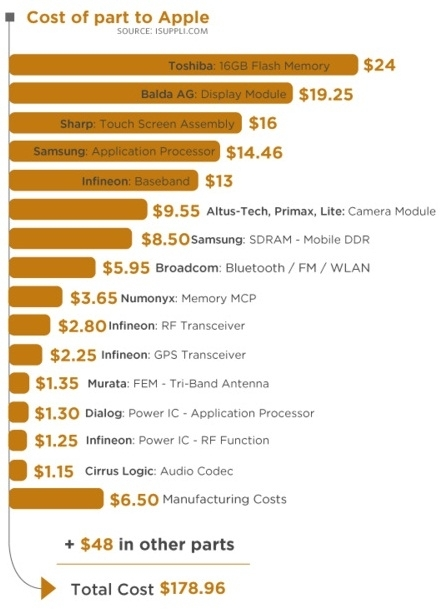 Cost of part to Apple
SOURCE: ISUPPLI.COM
Toshiba: 16GB Flash Memory $24
Balda AG: Display Module $19.25
Sharp: Touch Screen Assembly $16
Samsung: Application Processor $14.46
Infineon: Baseband $13
$9.55 Altus-Tech, Primax, Lite: Camera Module
$8.50 Samsung: SDRAM - Mobile DDR
$5.95 Broadcom: Bluetooth / FM / WLAN
$3.65 Numonyx: Memory MCP
$2.80 Infineon: RF Transceiver
$2.25 Infineon: GPS Transceiver
$1.35 Murata: FEM - Tri-Band Antenna
$1.30 Dialog: Power IC - Application Processor
$1.25 Infineon: Power IC - RF Function
$1.15 Cirrus Logic: Audio Codec
$6.50 Manufacturing Costs
+ $48 in other parts
Total Cost $178.96